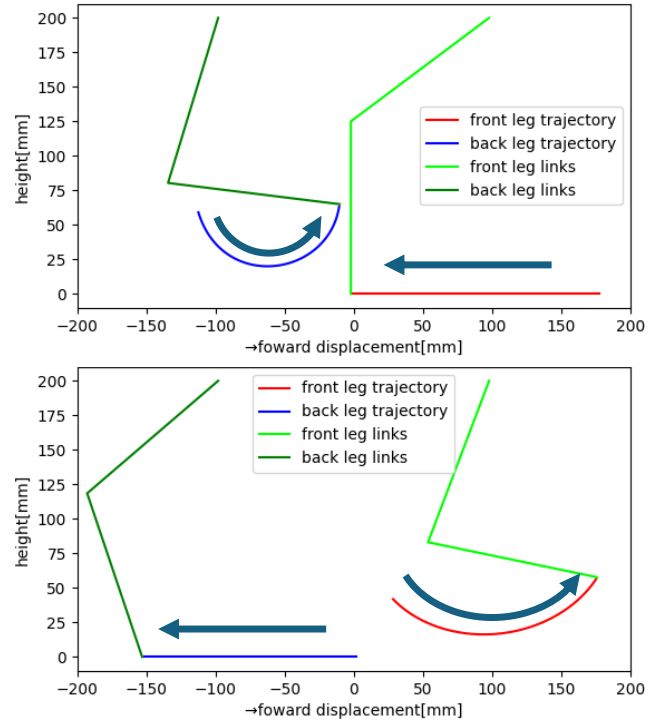 200
175
150
125
100
75
50
25
0
height[mm]
front leg trajectory
back leg trajectory
front leg links
back leg links
−200 −150 −100 −50 0 50 100 150 200
→foward displacement[mm]
200
175
150
125
100
75
50
25
0
height[mm]
front leg trajectory
back leg trajectory
front leg links
back leg links
−200 −150 −100 −50 0 50 100 150 200
→foward displacement[mm]